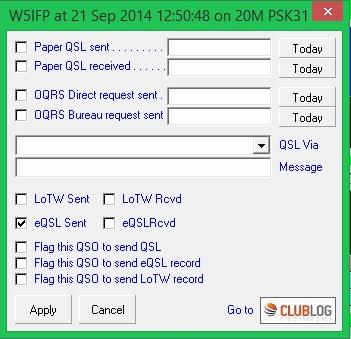 W5IFP at 21 Sep 2014 12:50:48 on 20M PSK31
Paper QSL sent . . . . . . . . . Today
Paper QSL received . . . . . . Today
OQRS Direct request sent . Today
OQRS Bureau request sent Today
QSL Via
Message
LoTW Sent LoTW Rcvd
eQSL Sent eQSLRcvd
Flag this QSO to send QSL
Flag this QSO to send eQSL record
Flag this QSO to send LoTW record
Apply Cancel Go to CLUBLOG